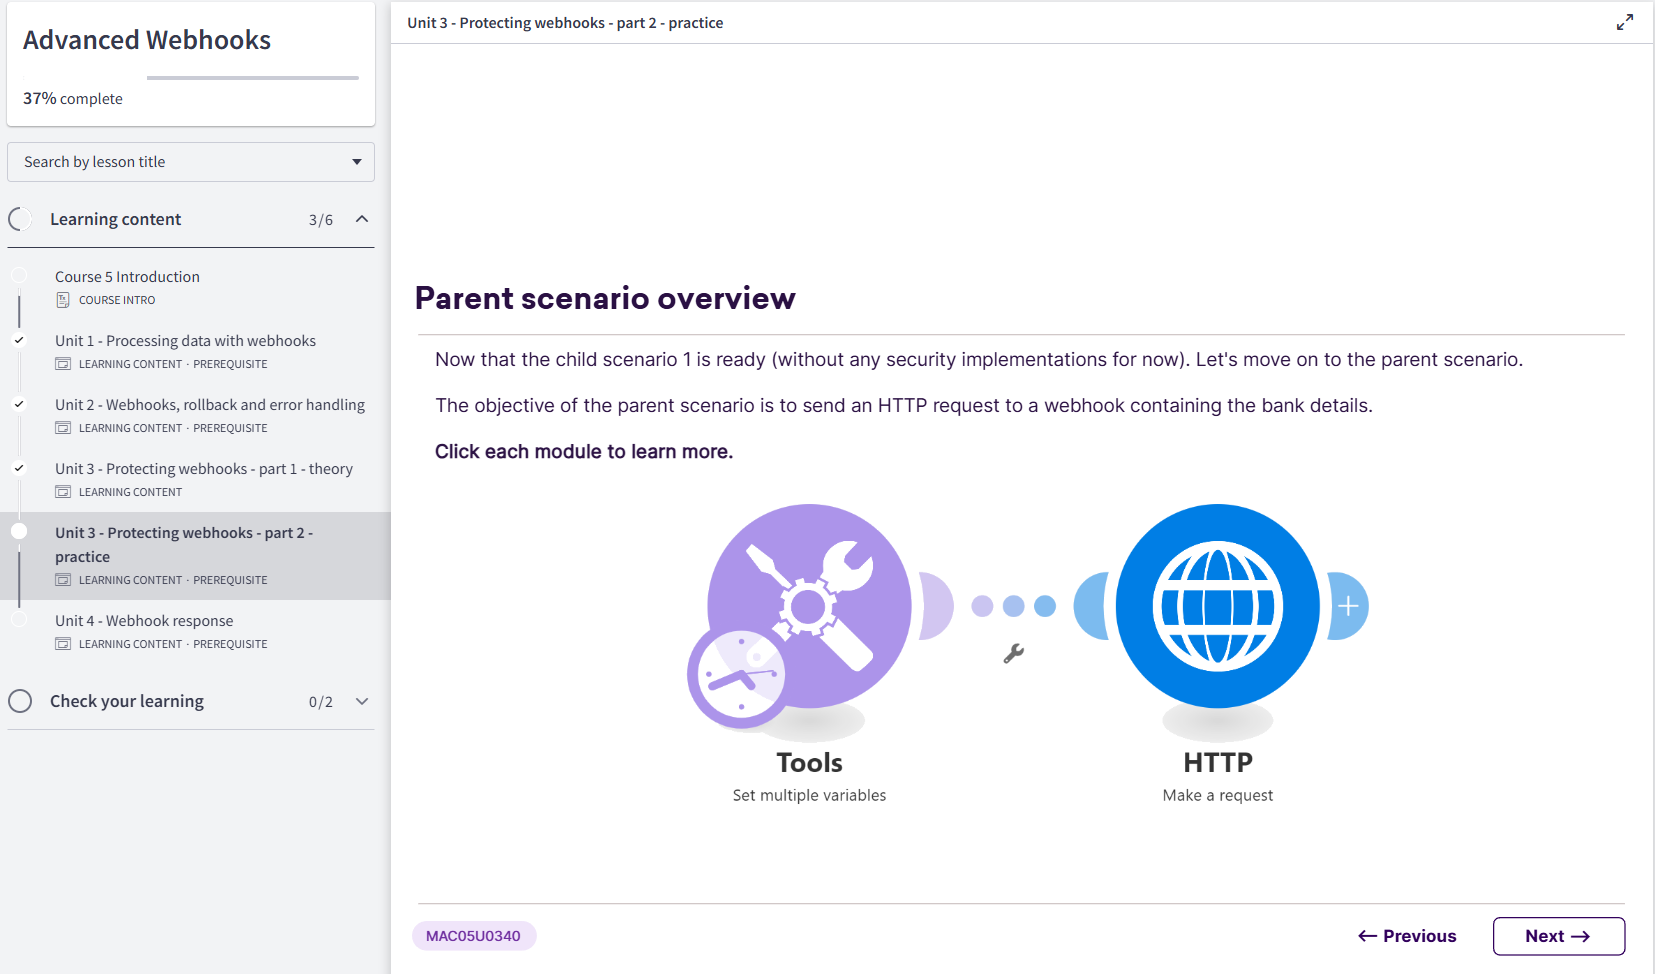 Advanced Webhooks
37% complete
Search by lesson title
Learning content 3/6
Course 5 Introduction
COURSE INTRO
Unit 1 - Processing data with webhooks
LEARNING CONTENT · PREREQUISITE
Unit 2 - Webhooks, rollback and error handling
LEARNING CONTENT · PREREQUISITE
Unit 3 - Protecting webhooks - part 1 - theory
LEARNING CONTENT
Unit 3 - Protecting webhooks - part 2 -
practice
LEARNING CONTENT · PREREQUISITE
Unit 4 - Webhook response
LEARNING CONTENT · PREREQUISITE
Check your learning 0/2
Unit 3 - Protecting webhooks - part 2 - practice
Parent scenario overview
Now that the child scenario 1 is ready (without any security implementations for now). Let's move on to the parent scenario.
The objective of the parent scenario is to send an HTTP request to a webhook containing the bank details.
Click each module to learn more.
Tools
Set multiple variables
HTTP
Make a request
MAC05U0340
← Previous
Next →